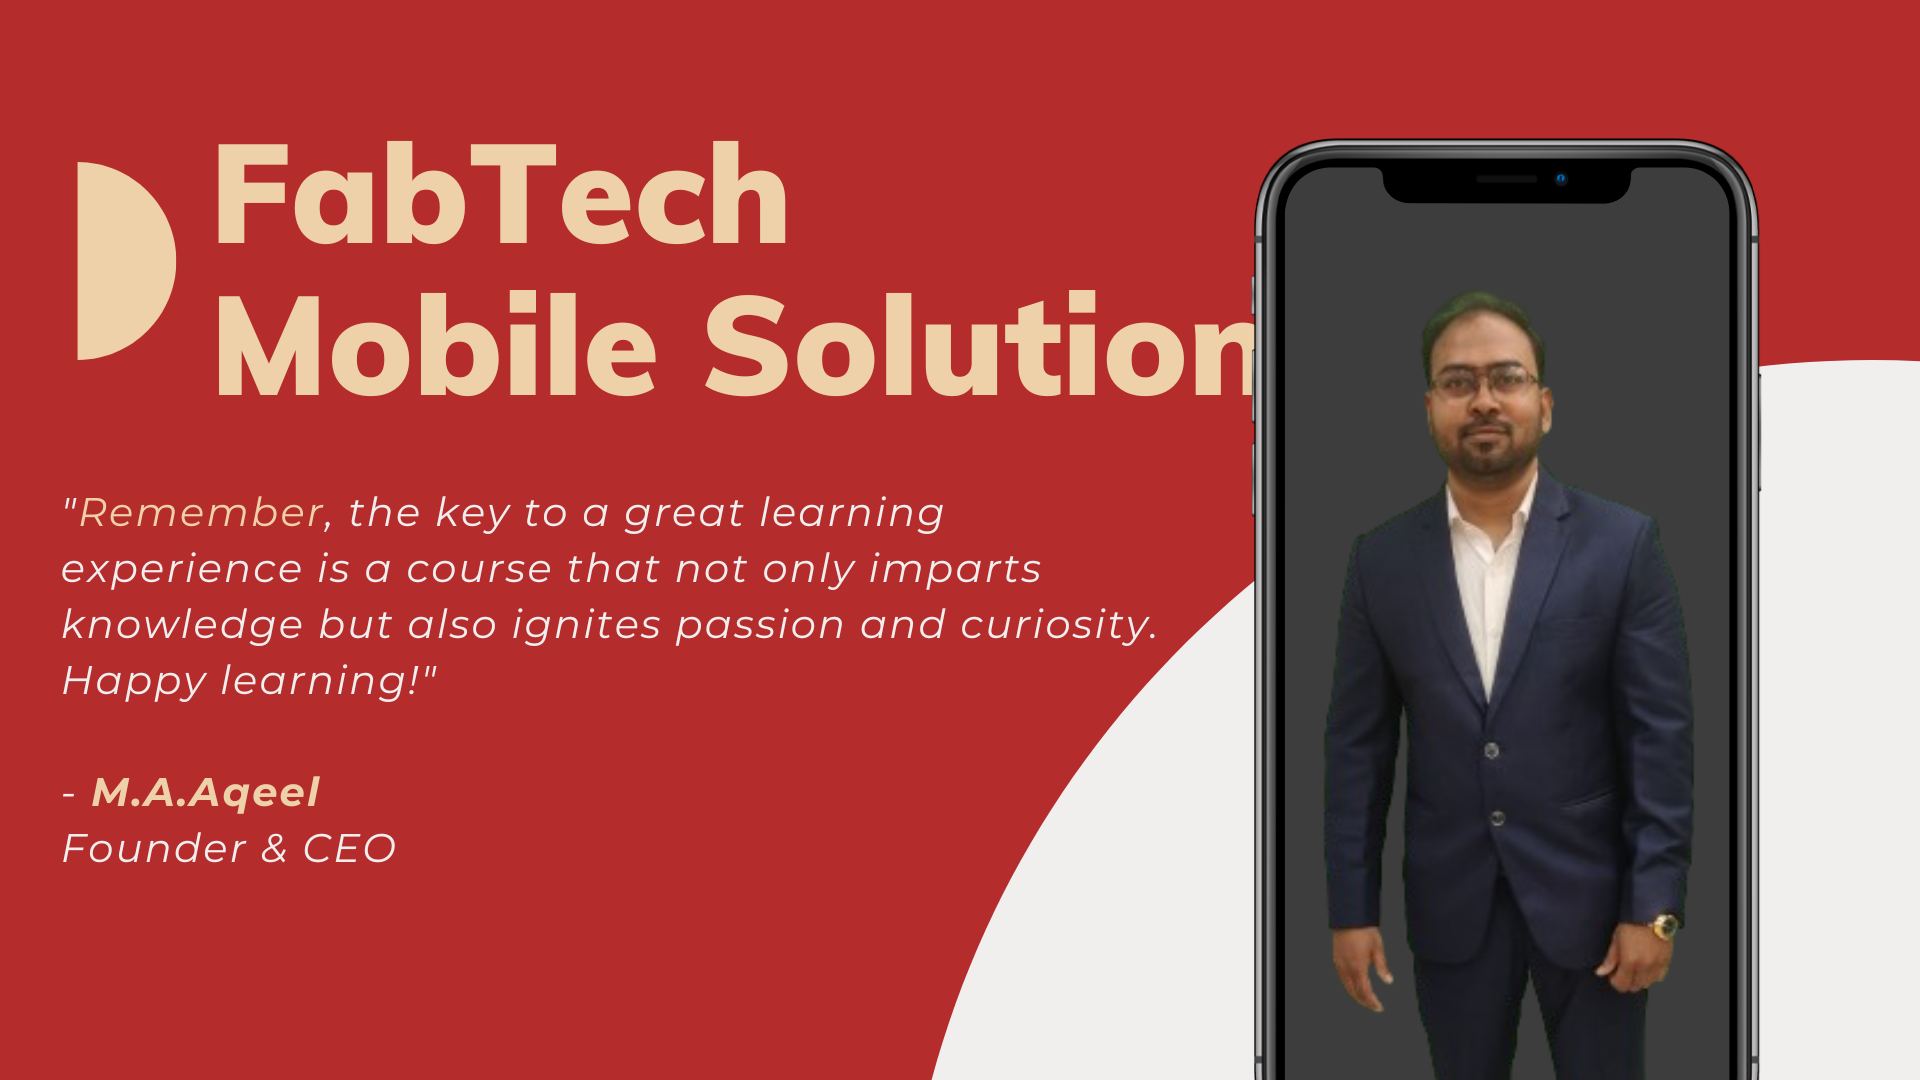 FabTech
Mobile Solution
"Remember, the key to a great learning
experience is a course that not only imparts
knowledge but also ignites passion and curiosity.
Happy learning!"
- M.A.Aqeel
Founder & CEO